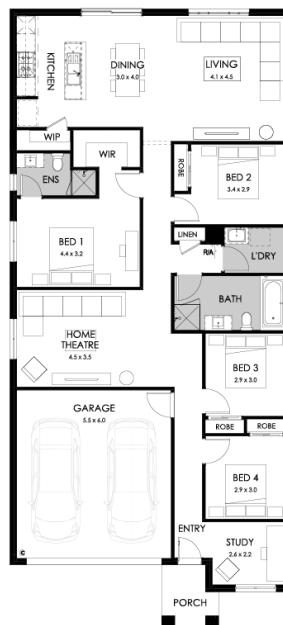 KITCHEN
DINING
3.0 x 4.0
LIVING
4.1 x 4.5
WIP
WIR
ENS
ROBE
BED 2
3.4 x 2.9
BED 1
4.4 x 3.2
LINEN
R/A
L'DRY
BATH
HOME
THEATRE
4.5 x 3.5
BED 3
2.9 x 3.0
GARAGE
5.5 x 6.0
ROBE
ROBE
BED 4
2.9 x 3.0
ENTRY
STUDY
2.6 x 2.2
©
PORCH